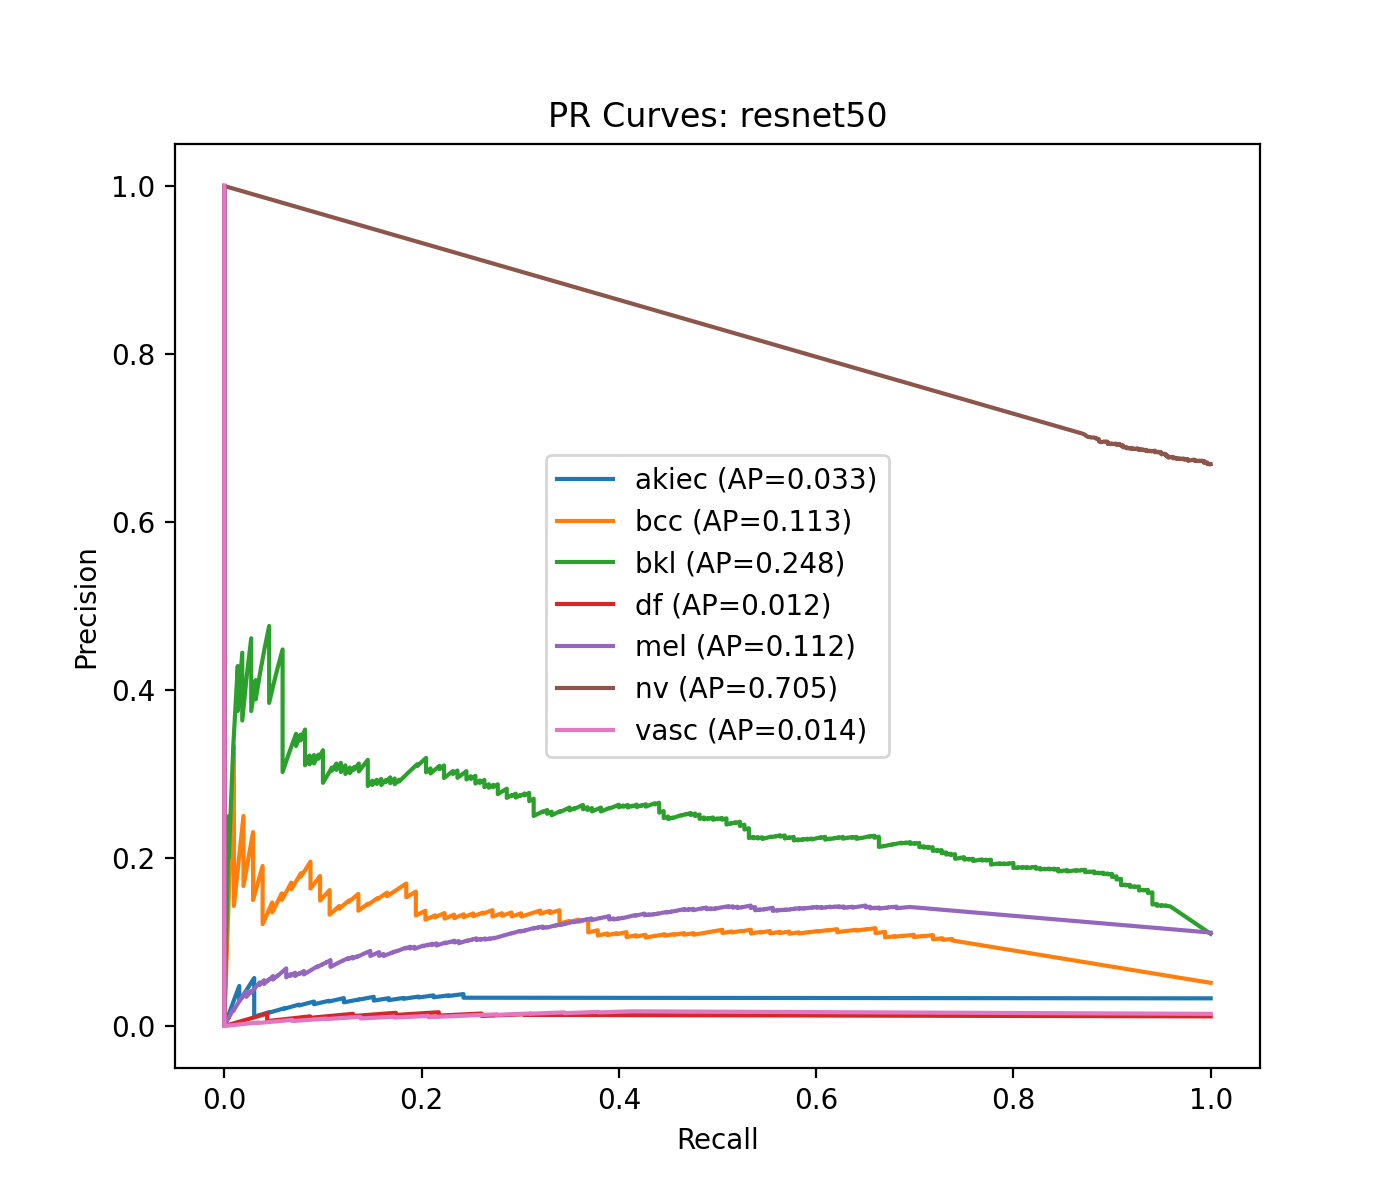 PR Curves: resnet50
1.0
0.8
0.6
0.4
0.2
0.0
Precision
akiec (AP=0.033)
bcc (AP=0.113)
bkl (AP=0.248)
df (AP=0.012)
mel (AP=0.112)
nv (AP=0.705)
vasc (AP=0.014)
0.0 0.2 0.4 0.6 0.8 1.0
Recall